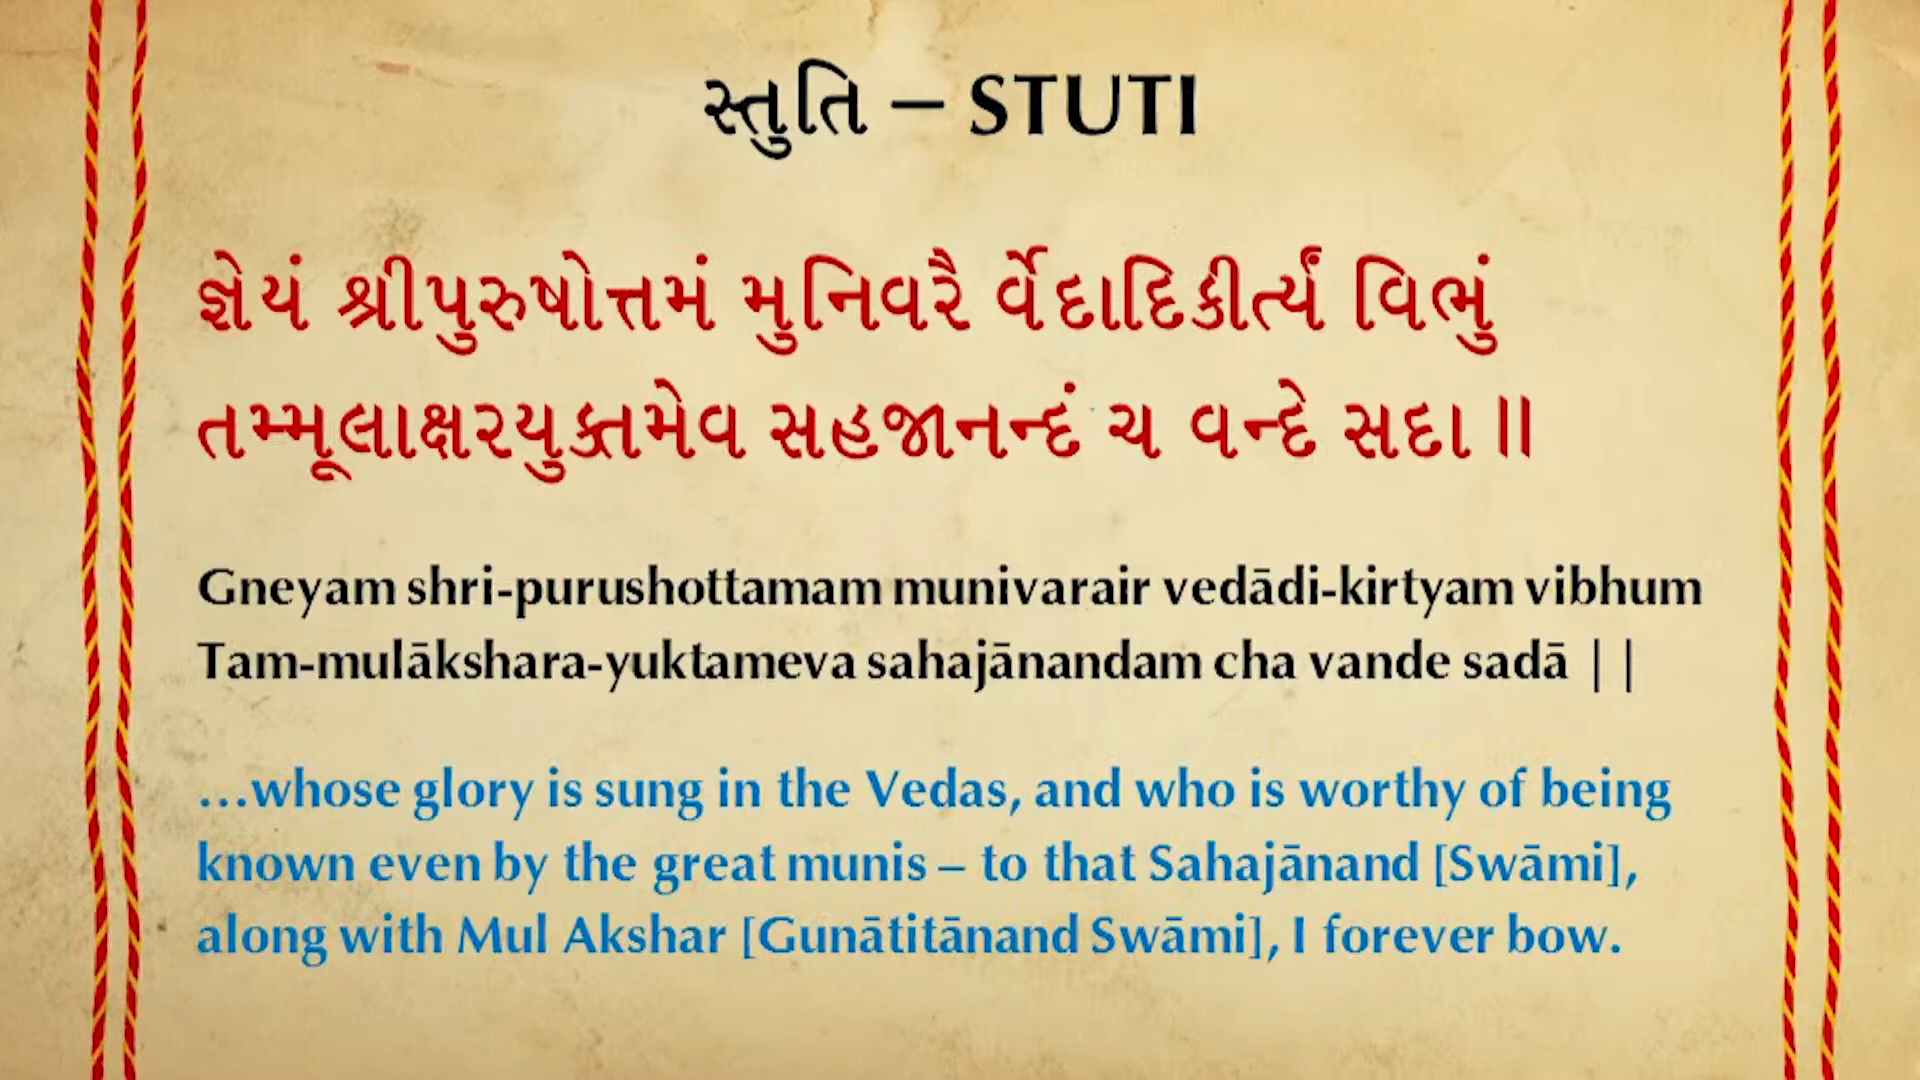 સ્તુતિ – STUTI
જ્ઞેયં શ્રીપુરુષોત્તમં મુનિવરૈ ર્વેદાદિકીર્ત્યં વિભું
તમ્મૂલાક્ષરયુક્તમેવ સહજાનન્દં ચ વન્દે સદા ॥
Gneyam shri-purushottamam munivarair vedādi-kirtyam vibhum
Tam-mulākshara-yuktameva sahajānandam cha vande sadā ||
...whose glory is sung in the Vedas, and who is worthy of being
known even by the great munis – to that Sahajānand [Swāmi],
along with Mul Akshar [Gunātitānand Swāmi], I forever bow.